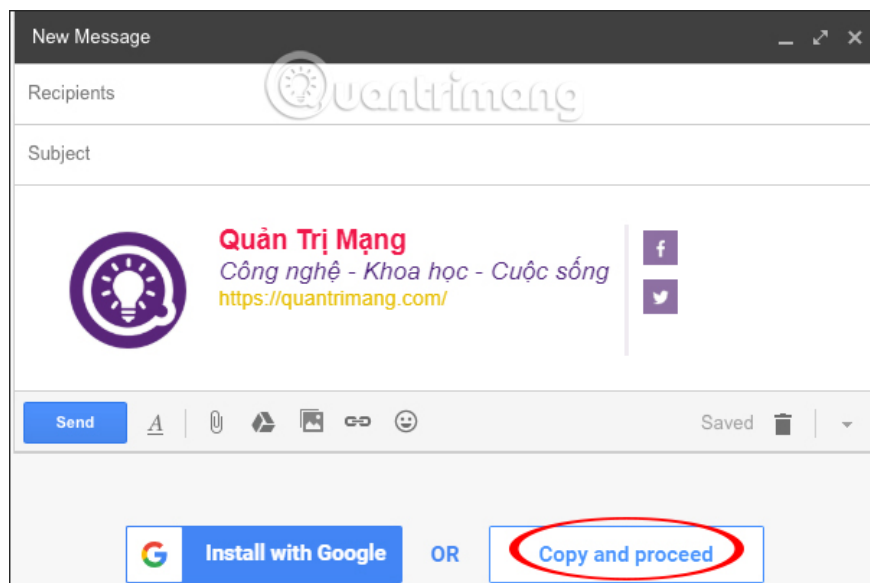 New Message
Recipients
Quantrimang
Subject
Quản Trị Mạng
Công nghệ - Khoa học - Cuộc sống
https://quantrimang.com/
f
Send
A
Saved
G
Install with Google
OR
Copy and proceed